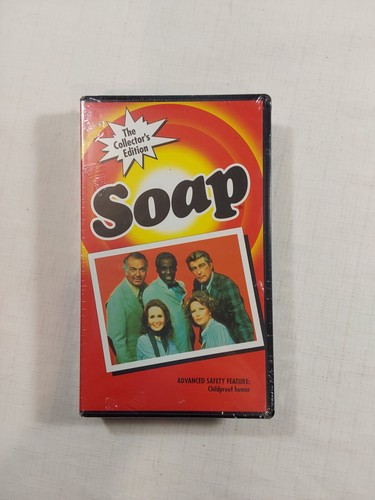 The
Collector's
Edition
Soap
ADVANCED SAFETY FEATURE:
Childproof humor